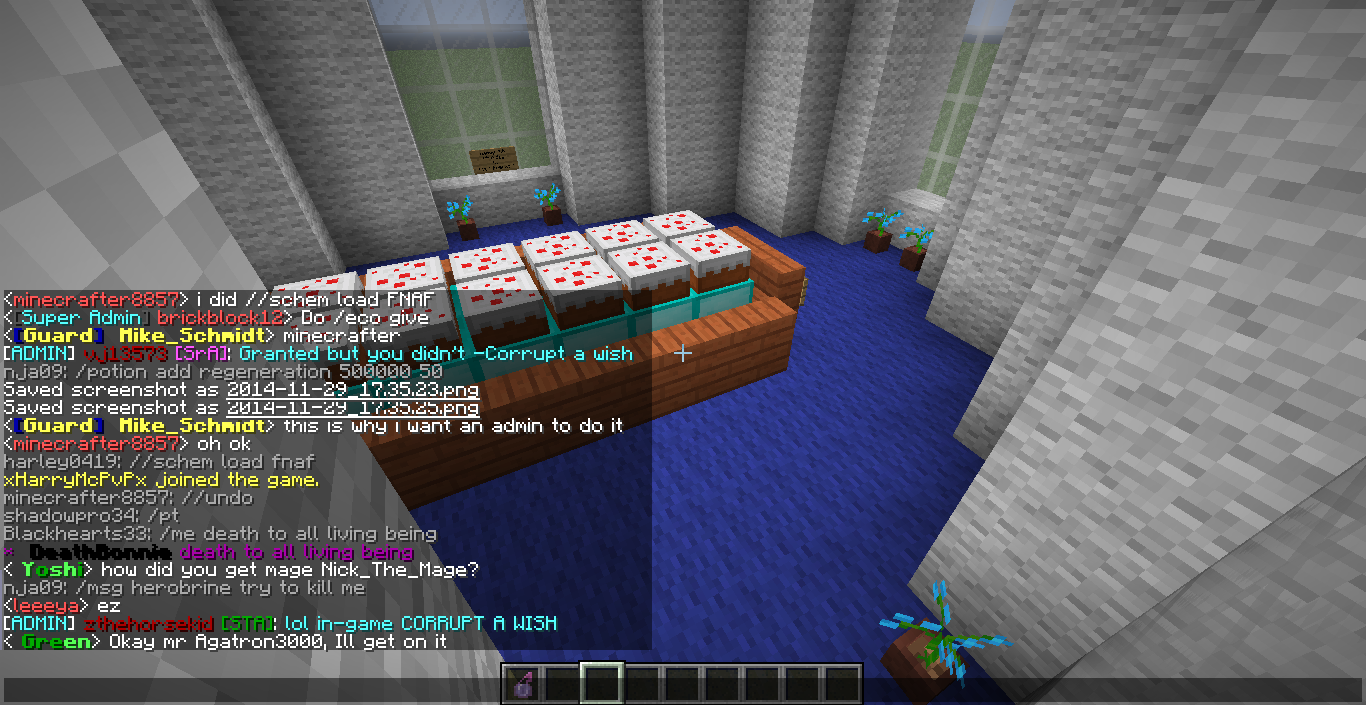 <minecrafter8857> i did //schem load FNAF
<[Super Admin] brickblock12> Do /eco give
<[Guard] Mike_Schmidt> minecrafter
[ADMIN] vj13573 [SrA]: Granted but you didn't -Corrupt a wish
nja09: /potion add regeneration 500000 50
Saved screenshot as 2014-11-29_17.35.23.png
Saved screenshot as 2014-11-29_17.35.25.png
<[Guard] Mike_Schmidt> this is why i want an admin to do it
<minecrafter8857> oh ok
harley0419: //schem load fnaf
xHarryMcPvPx joined the game.
minecrafter8857: //undo
shadowpro34: /pt
Blackhearts33: /me death to all living being
* DeathBonnie death to all living being
< Yoshi> how did you get mage Nick_The_Mage?
nja09: /msg herobrine try to kill me
<leeeya> ez
[ADMIN] zthehorsekid [STA]: lol in-game CORRUPT A WISH
< Green> Okay mr Agatron3000, Ill get on it